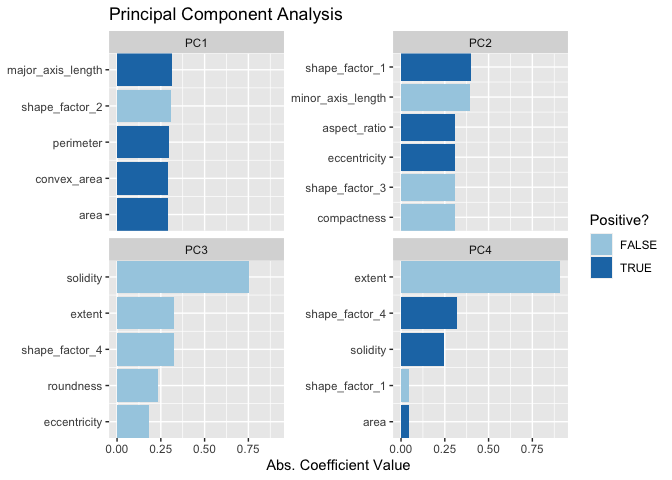 Principal Component Analysis
PC1
PC2
major_axis_length
shape_factor_2
perimeter
convex_area
area
shape_factor_1
minor_axis_length
aspect_ratio
eccentricity
shape_factor_3
compactness
PC3
PC4
solidity
extent
shape_factor_4
roundness
eccentricity
extent
shape_factor_4
solidity
shape_factor_1
area
0.00 0.25 0.50 0.75
0.00 0.25 0.50 0.75
Abs. Coefficient Value
Positive?
FALSE
TRUE